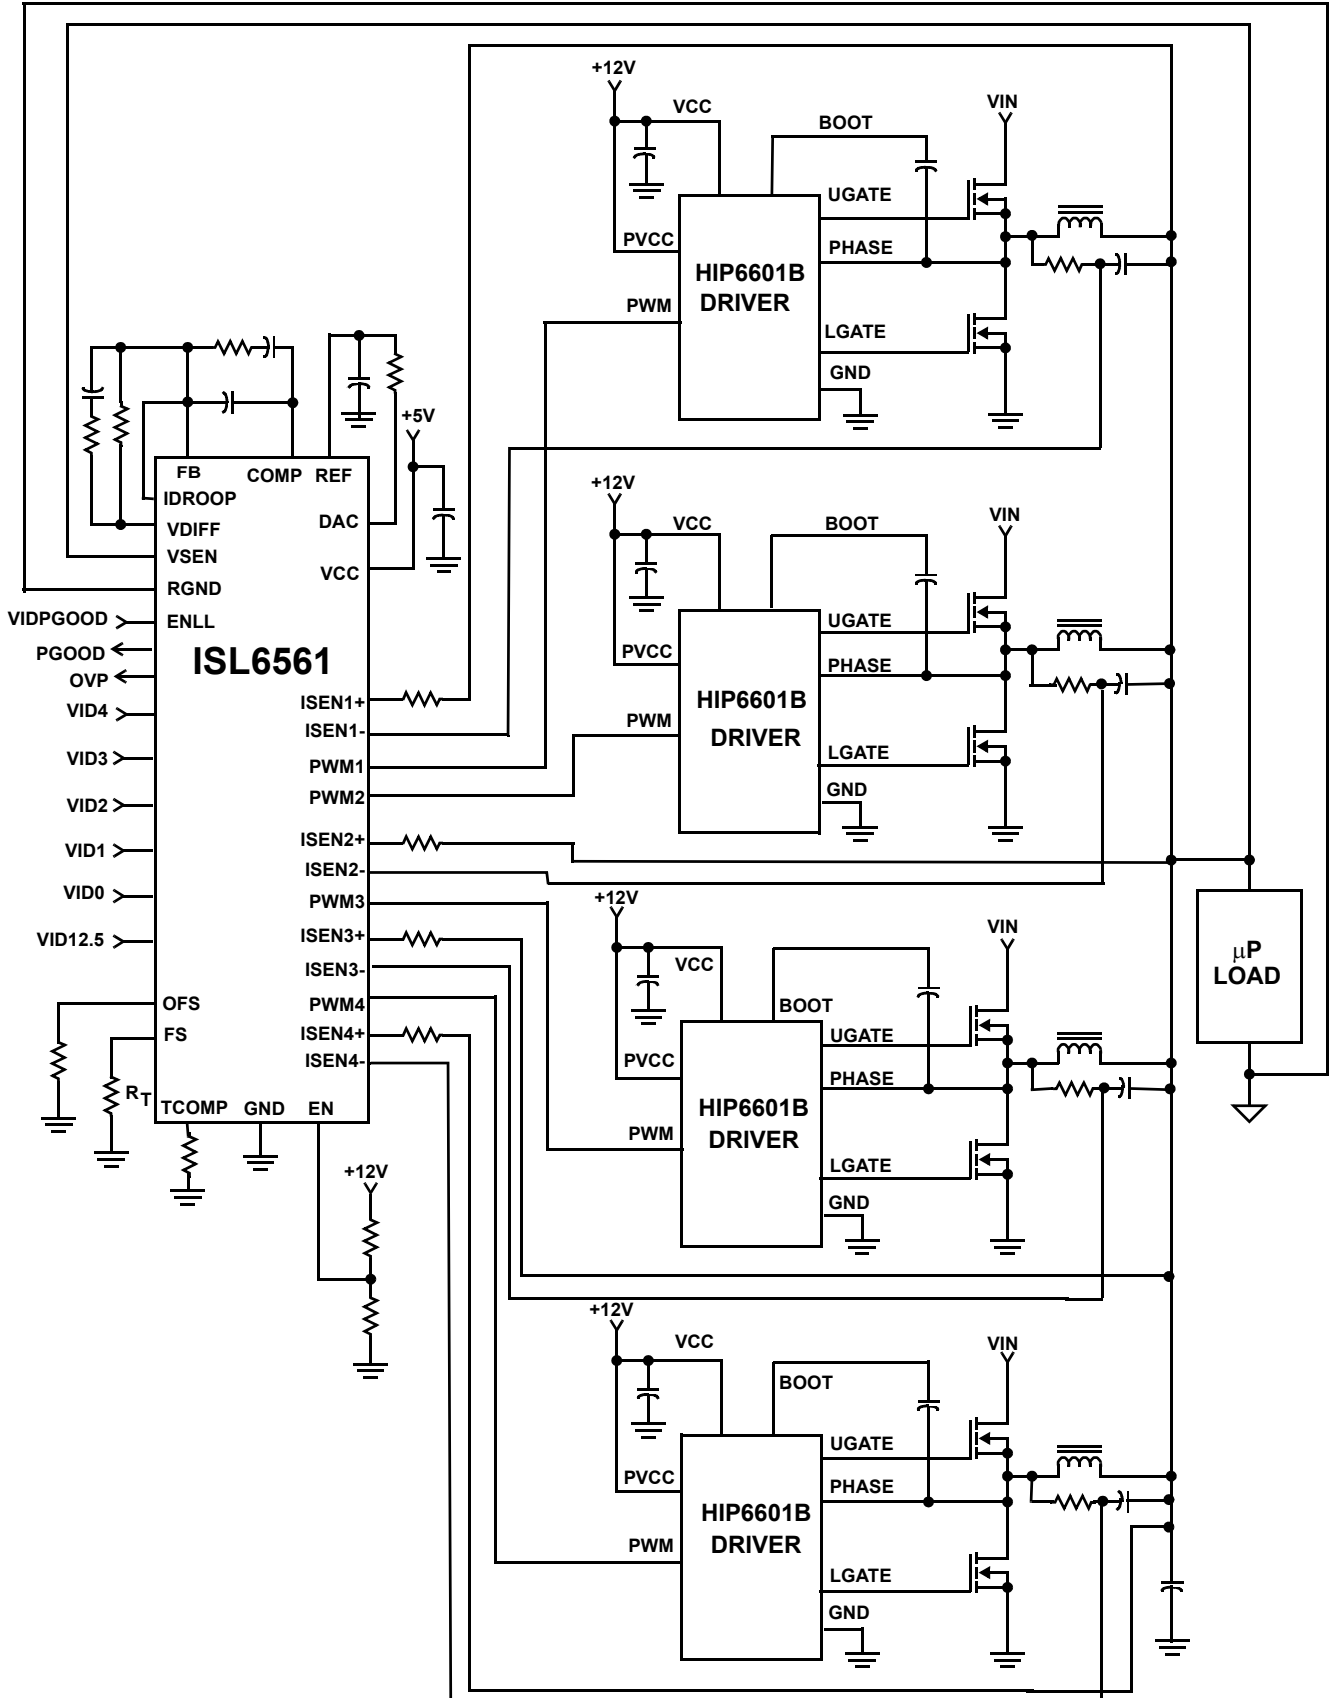 +12V
VCC
BOOT
VIN
UGATE
PVCC
PHASE
HIP6601B
DRIVER
PWM
LGATE
GND
+5V
FB
COMP
REF
IDROOP
DAC
VDIFF
VSEN
VCC
RGND
VIDPGOOD
ENLL
PGOOD
ISL6561
OVP
VID4
ISEN1+
ISEN1-
VID3
PWM1
PWM2
VID2
ISEN2+
VID1
ISEN2-
VID0
PWM3
ISEN3+
VID12.5
ISEN3-
OFS
PWM4
FS
ISEN4+
ISEN4-
RT
TCOMP
GND
EN
+12V
+12V
VCC
BOOT
VIN
UGATE
PVCC
PHASE
HIP6601B
DRIVER
PWM
LGATE
GND
μP
LOAD
+12V
VCC
BOOT
VIN
UGATE
PVCC
PHASE
HIP6601B
DRIVER
PWM
LGATE
GND
+12V
VCC
BOOT
VIN
UGATE
PVCC
PHASE
HIP6601B
DRIVER
PWM
LGATE
GND